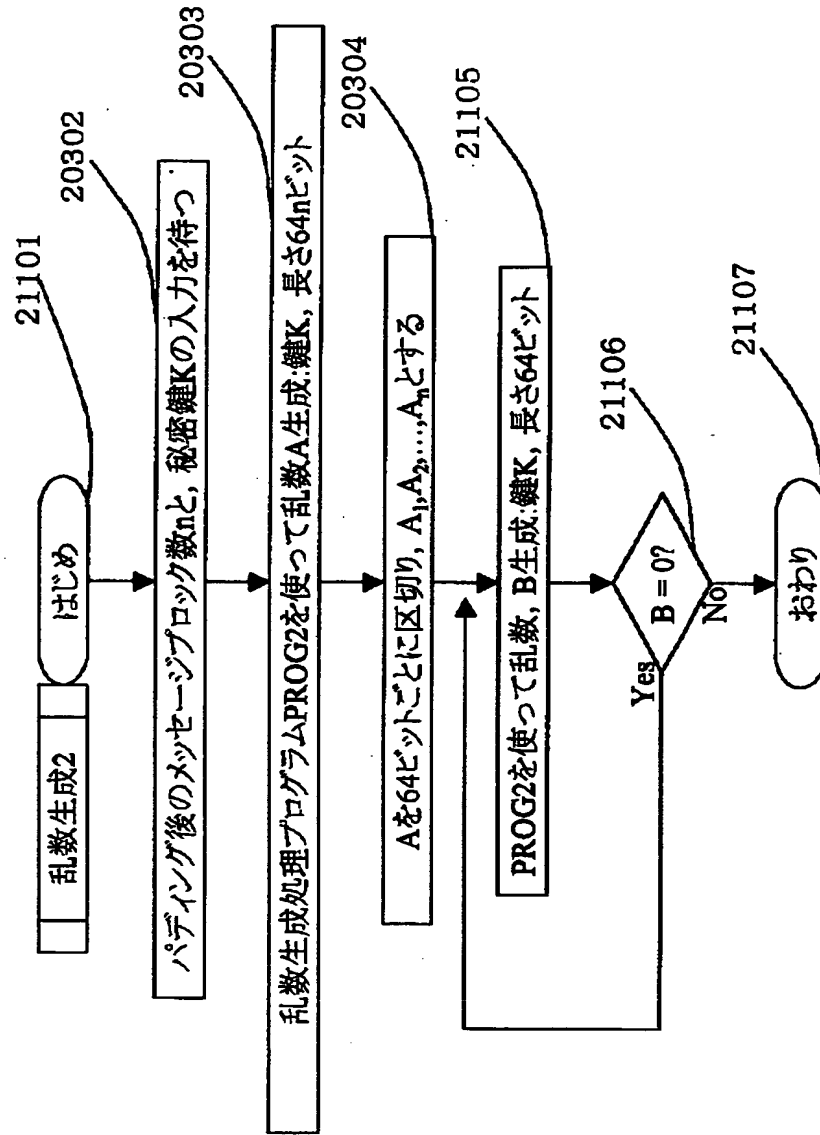 乱数生成2
はじめ
21101
パディング後のメッセージブロック数nと, 秘密鍵Kの入力を待つ
20302
乱数生成処理プログラムPROG2を使って乱数A生成:鍵K, 長さ64nビット
20303
Aを64ビットごとに区切り, A1,A2,...,Anとする
20304
PROG2を使って乱数, B生成:鍵K, 長さ64ビット
21105
B = 0?
21106
Yes
No
おわり
21107